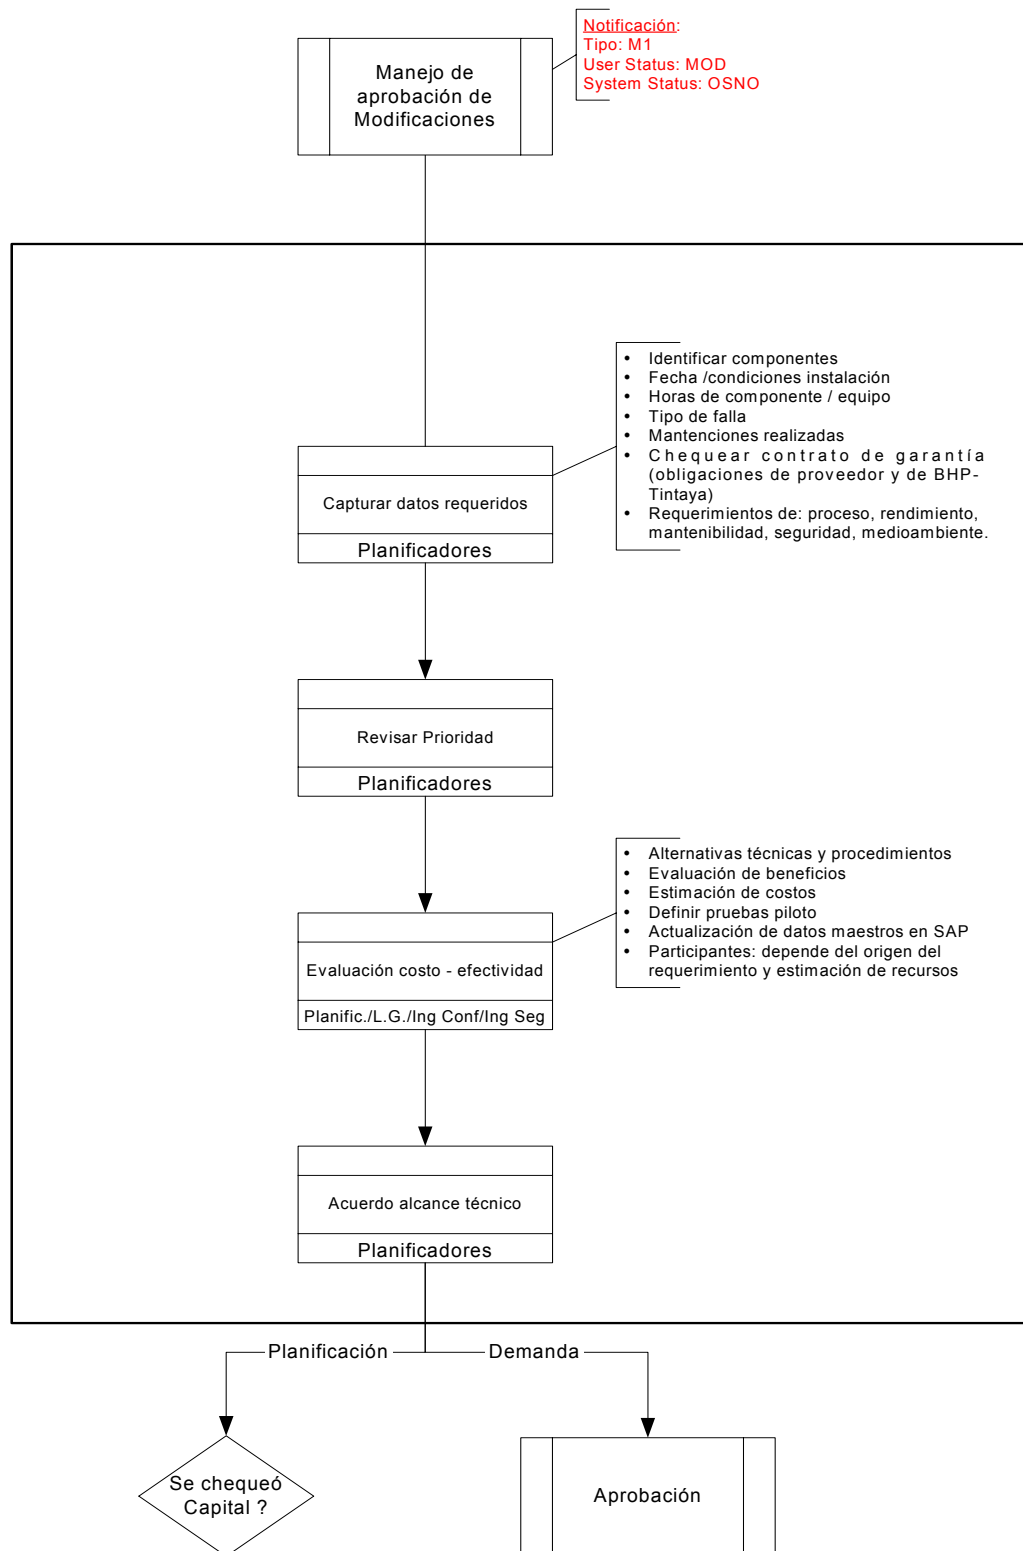 Notificación:
Tipo: M1
User Status: MOD
System Status: OSNO
Manejo de
aprobación de
Modificaciones
• Identificar componentes
• Fecha /condiciones instalación
• Horas de componente / equipo
• Tipo de falla
• Mantenciones realizadas
• Chequear contrato de garantía
(obligaciones de proveedor y de BHP-
Tintaya)
• Requerimientos de: proceso, rendimiento,
mantenibilidad, seguridad, medioambiente.
Capturar datos requeridos
Planificadores
Revisar Prioridad
Planificadores
• Alternativas técnicas y procedimientos
• Evaluación de beneficios
• Estimación de costos
• Definir pruebas piloto
• Actualización de datos maestros en SAP
• Participantes: depende del origen del
requerimiento y estimación de recursos
Evaluación costo - efectividad
Planific./L.G./Ing Conf/Ing Seg
Acuerdo alcance técnico
Planificadores
Planificación
Demanda
Se chequeó
Capital ?
Aprobación